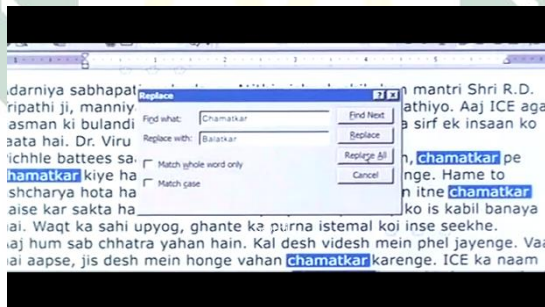 darniya sabhapat
n mantri Shri R.D.
ripathi ji, manniy
athiyo. Aaj ICE aga
asman ki bulandi
a sirf ek insaan ko
aata hai. Dr. Viru
richhle battees sa
, chamatkar pe
hamatkar kiye ha
nge. Hame to
shcharya hota ha
n itne chamatkar
aise kar sakta ha
ko is kabil banaya
ai. Waqt ka sahi upyog, ghante ka purna istemal koi inse seekhe.
aaj hum sab chhatra yahan hain. Kal desh videsh mein phel jayenge. Vaa
ai aapse, jis desh mein honge vahan chamatkar karenge. ICE ka naam
Replace
Find what: Chamatkar
Replace with: Balatkar
Match whole word only
Match case
Find Next
Replace
Replace All
Cancel